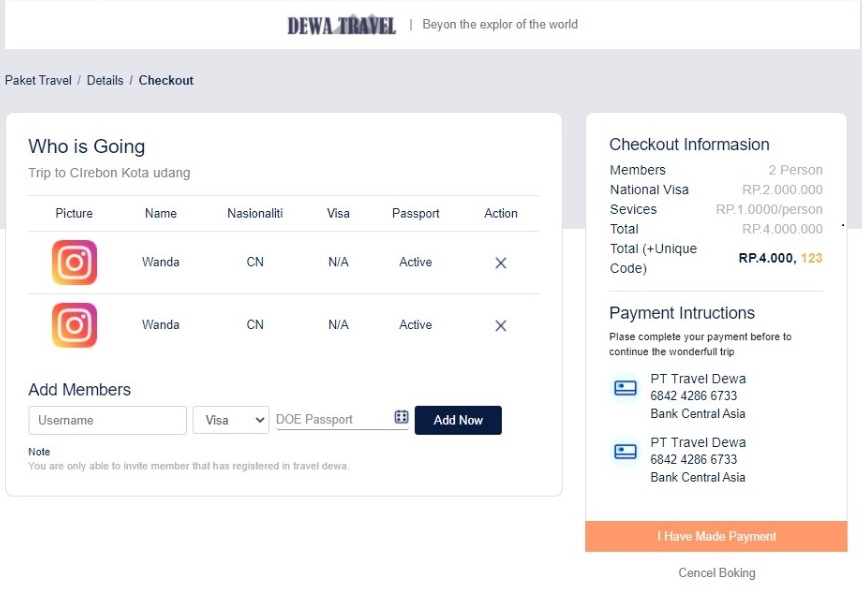 DEWA TRAVEL | Beyon the explor of the world
Paket Travel / Details / Checkout
Who is Going
Trip to CIrebon Kota udang
Picture Name Nasionaliti Visa Passport Action
Wanda CN N/A Active
Wanda CN N/A Active
Add Members
Username Visa DOE Passport Add Now
Note
You are only able to invite member that has registered in travel dewa.
Checkout Informasion
Members 2 Person
National Visa RP.2.000.000
Sevices RP.1.0000/person
Total RP.4.000.000
Total (+Unique
Code) RP.4.000, 123
Payment Intructions
Plase complete your payment before to
continue the wonderfull trip
PT Travel Dewa
6842 4286 6733
Bank Central Asia
PT Travel Dewa
6842 4286 6733
Bank Central Asia
I Have Made Payment
Cencel Boking